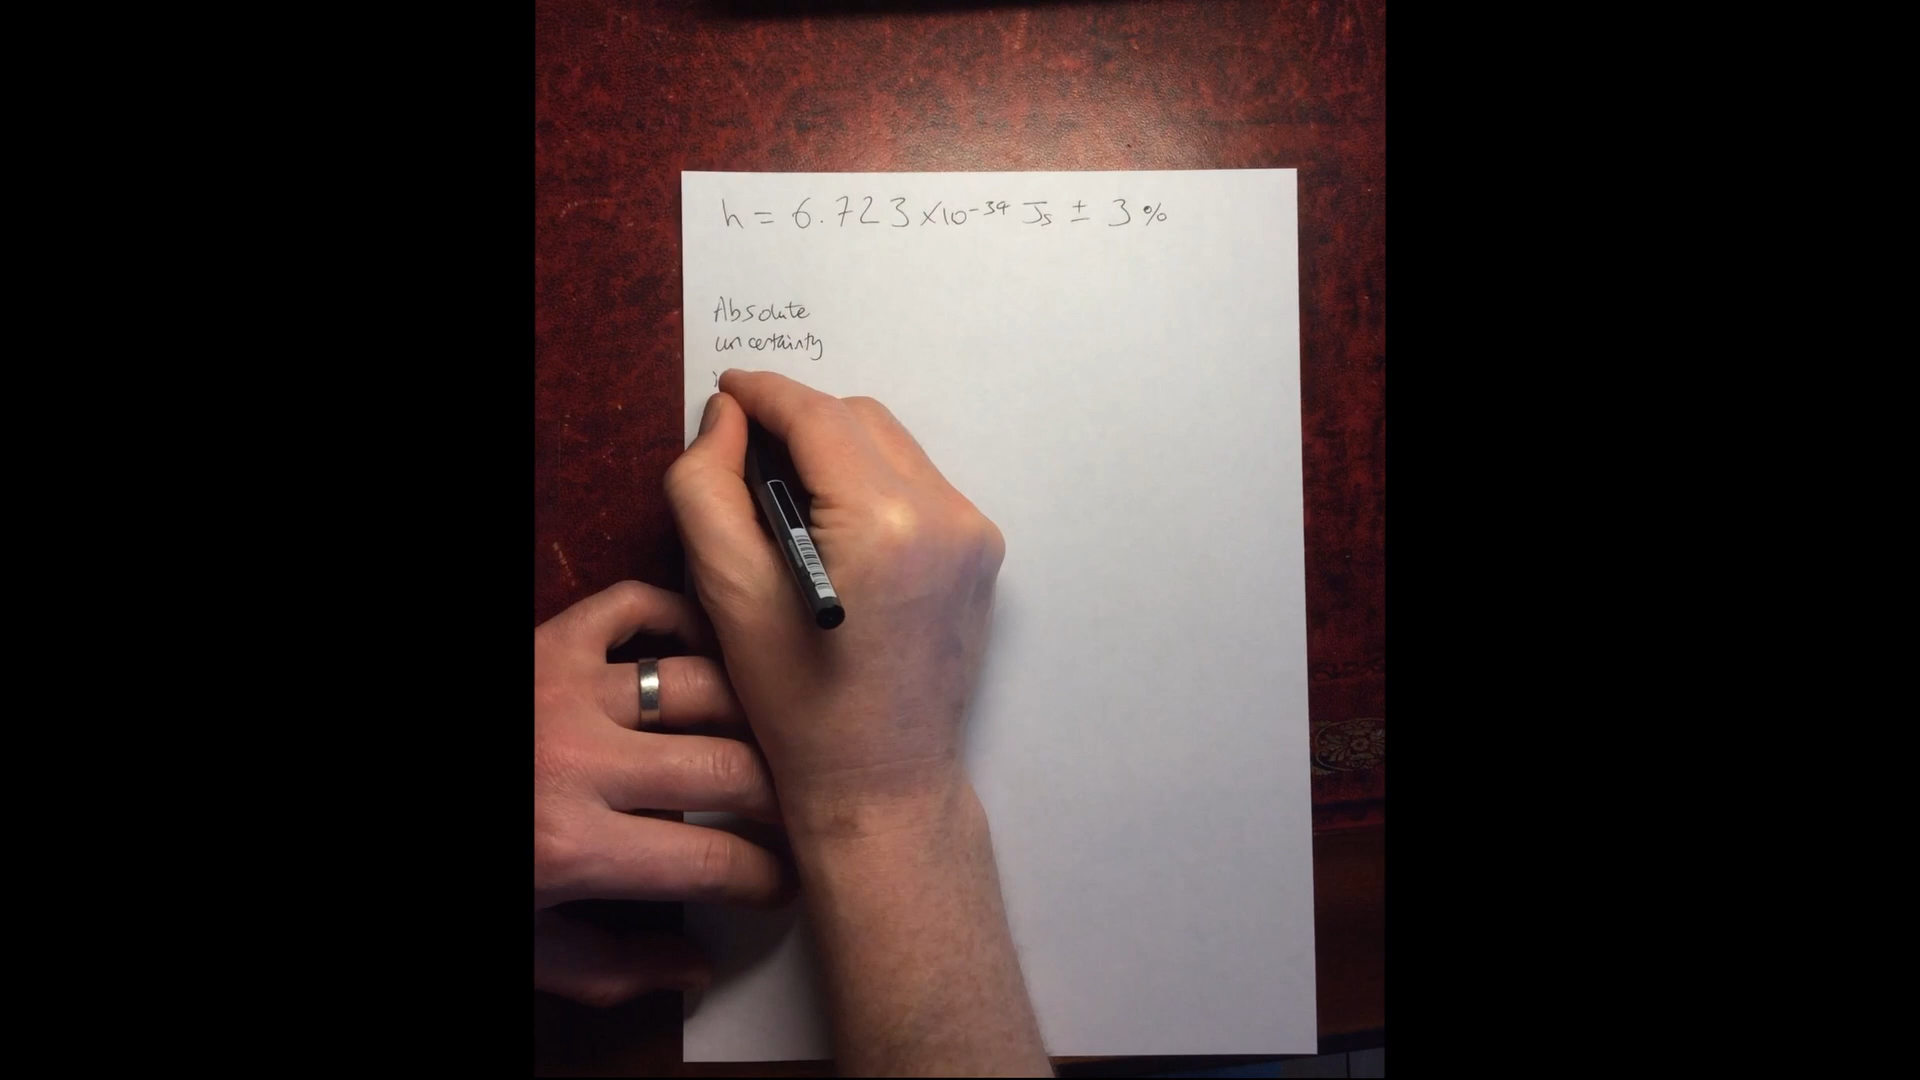 h = 6.723 ×10⁻³⁴ Js ± 3 %
Absolute
uncertainty